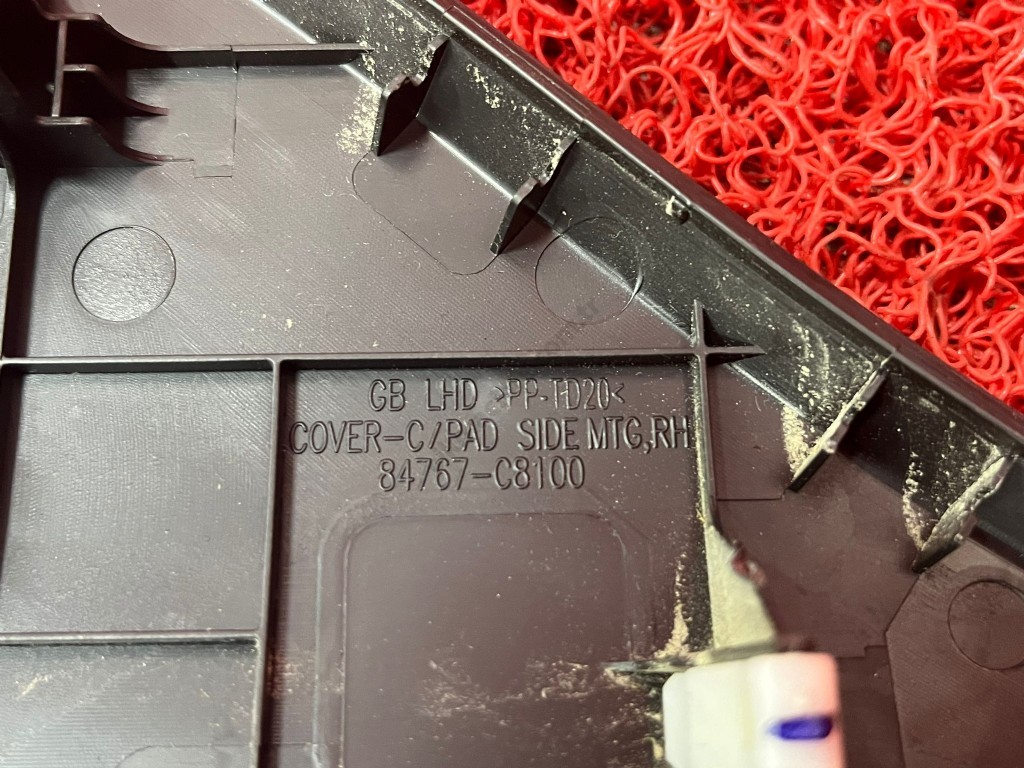 GB LHD >PP-TD20<
COVER-C/PAD SIDE MTG,RH
84767-C8100